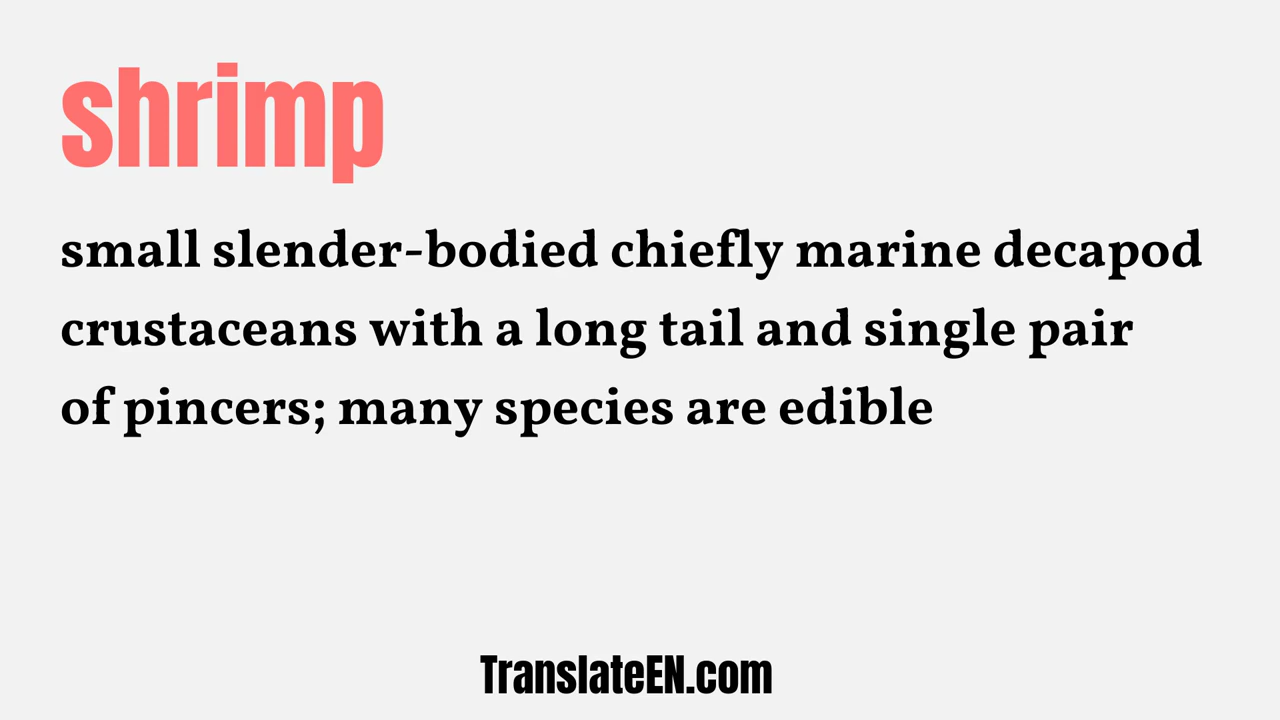 shrimp
small slender-bodied chiefly marine decapod
crustaceans with a long tail and single pair
of pincers; many species are edible
TranslateEN.com